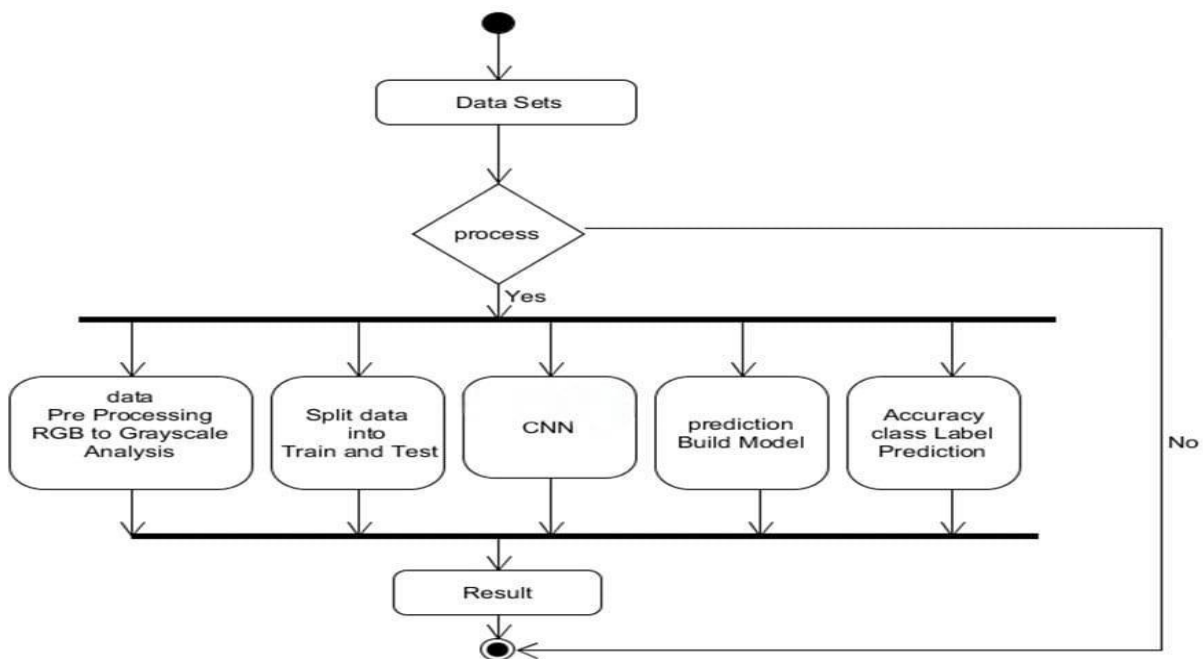 Data Sets
process
Yes
data
Pre Processing
RGB to Grayscale
Analysis
Split data
into
Train and Test
CNN
prediction
Build Model
Accuracy
class Label
Prediction
No
Result